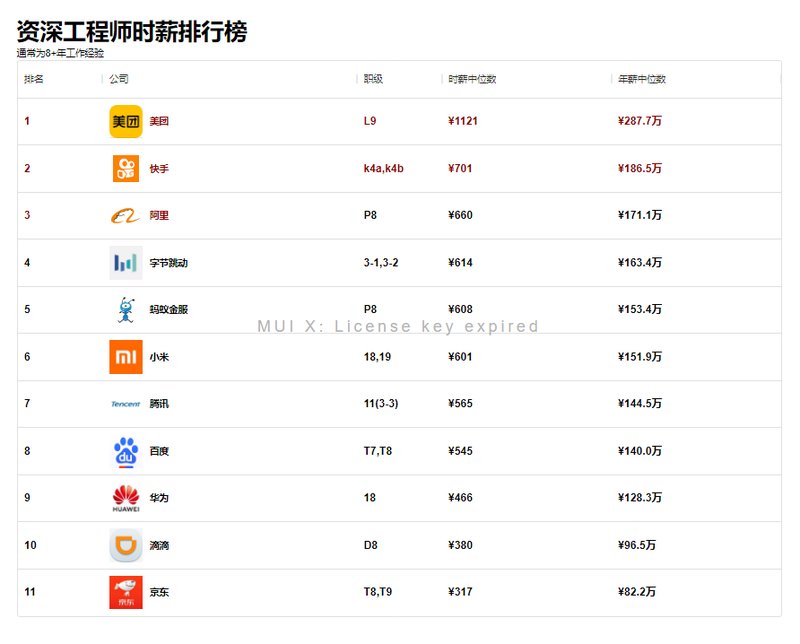 资深工程师时薪排行榜
通常为8+年工作经验
排名 公司 职级 时薪中位数 年薪中位数
1 美团 美团 L9 ¥1121 ¥287.7万
2 快手 k4a,k4b ¥701 ¥186.5万
3 阿里 P8 ¥660 ¥171.1万
4 字节跳动 3-1,3-2 ¥614 ¥163.4万
5 蚂蚁金服 P8 ¥608 ¥153.4万
MUI X: License key expired
6 mi 小米 18,19 ¥601 ¥151.9万
7 Tencent 腾讯 11(3-3) ¥565 ¥144.5万
8 du 百度 T7,T8 ¥545 ¥140.0万
9 HUAWEI 华为 18 ¥466 ¥128.3万
10 滴滴 D8 ¥380 ¥96.5万
11 京东 京东 T8,T9 ¥317 ¥82.2万